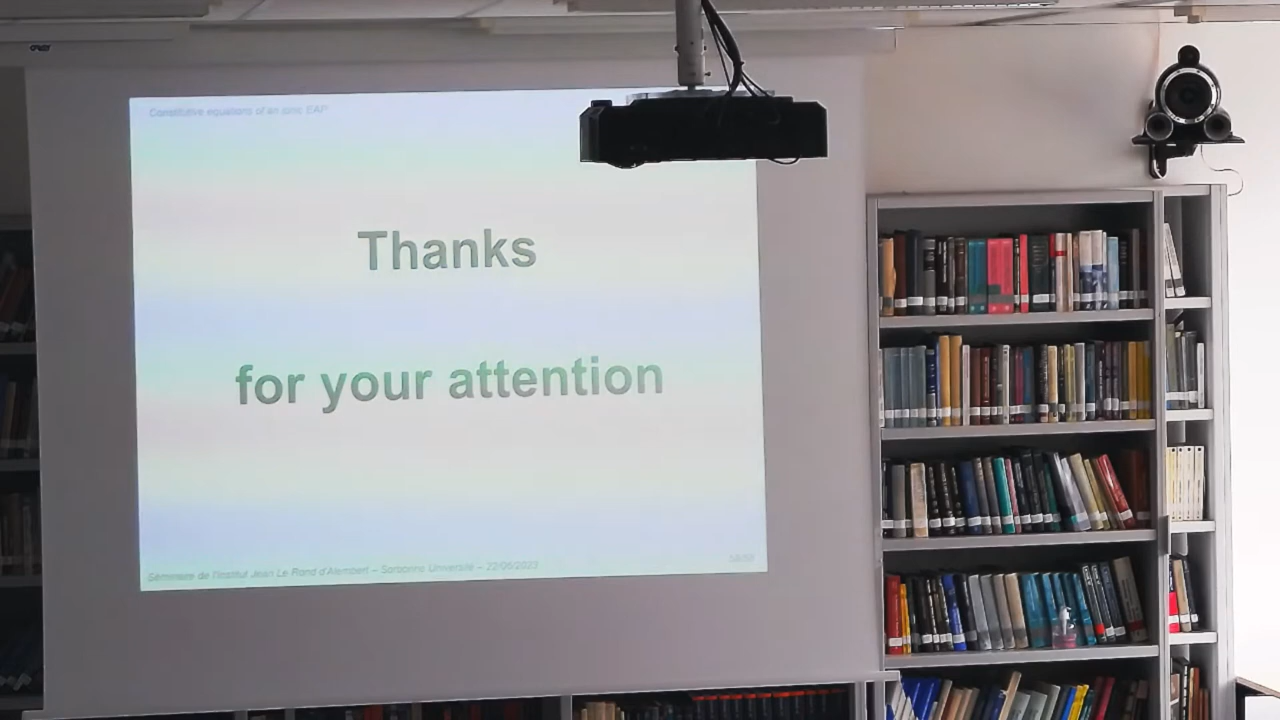 Constitutive equations of an ionic EAP
Thanks
for your attention
Séminaire de l'Institut Jean Le Rond d'Alembert – Sorbonne Université – 22/06/2023